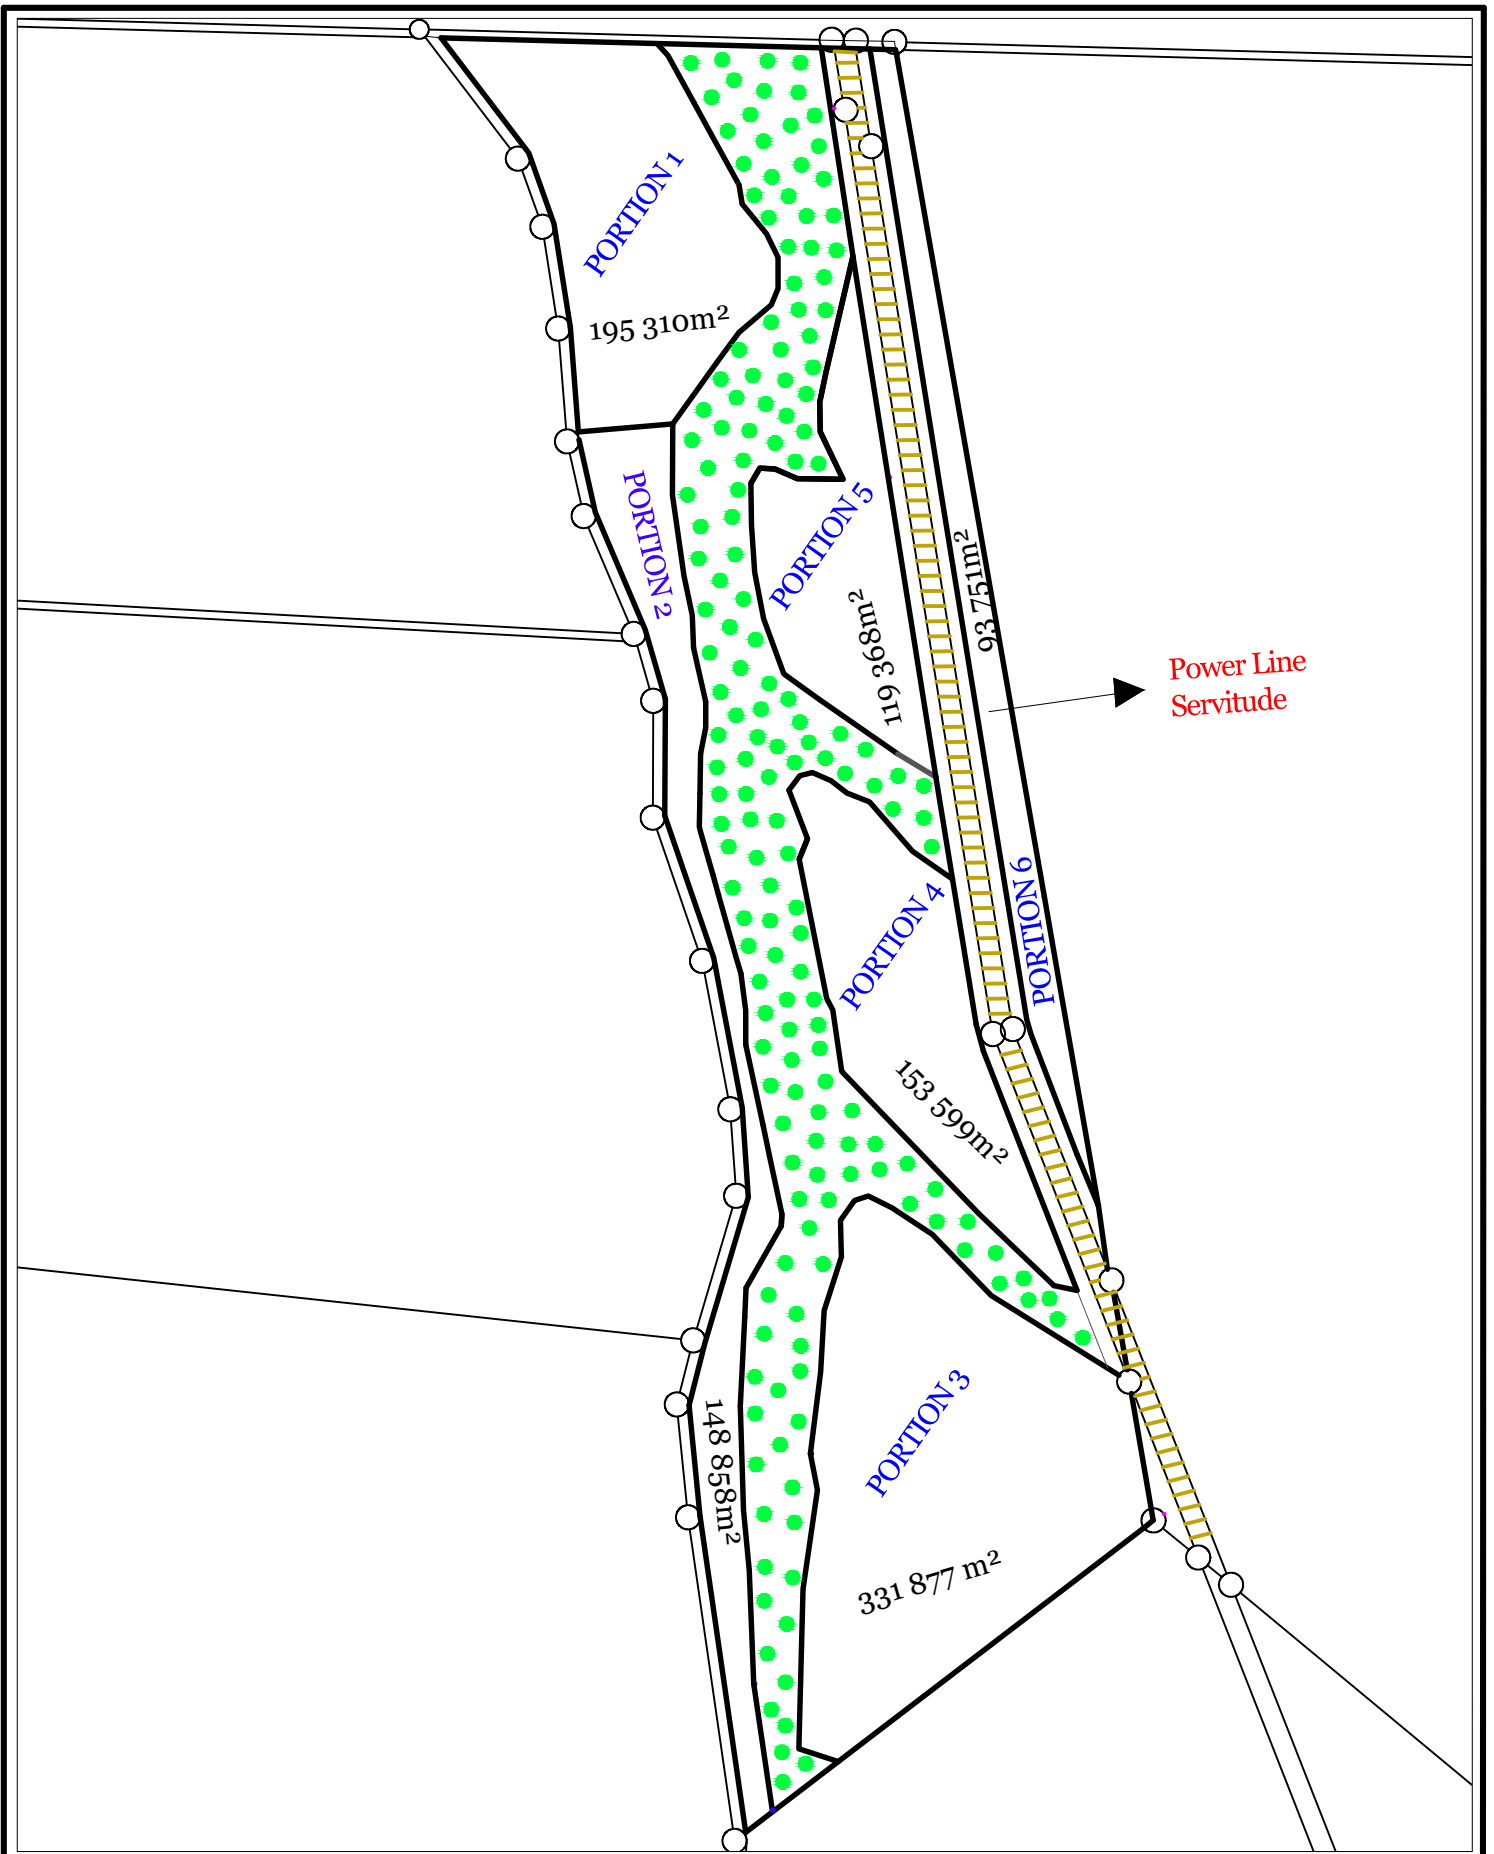 PORTION 1
195 310m²
PORTION 2
PORTION 5
119 368m²
93 751m²
Power Line
Servitude
PORTION 6
PORTION 4
153 599m²
PORTION 3
148 858m²
331 877 m²